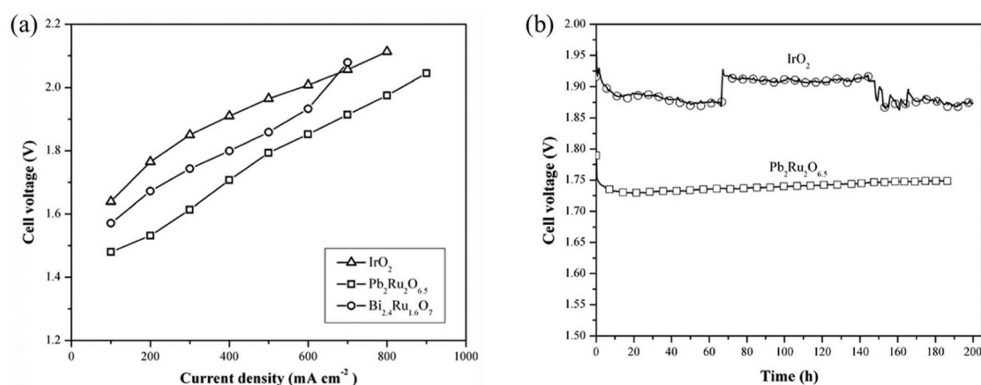 (a)
2.2
2.0
1.8
1.6
1.4
1.2
Cell voltage (V)
IrO2
Pb2Ru2O6.5
Bi2.4Ru1.6O7
0 200 400 600 800 1000
Current density (mA cm-2)
(b)
2.00
1.95
1.90
1.85
1.80
1.75
1.70
1.65
1.60
1.55
1.50
Cell voltage (V)
IrO2
Pb2Ru2O6.5
0 20 40 60 80 100 120 140 160 180 200
Time (h)